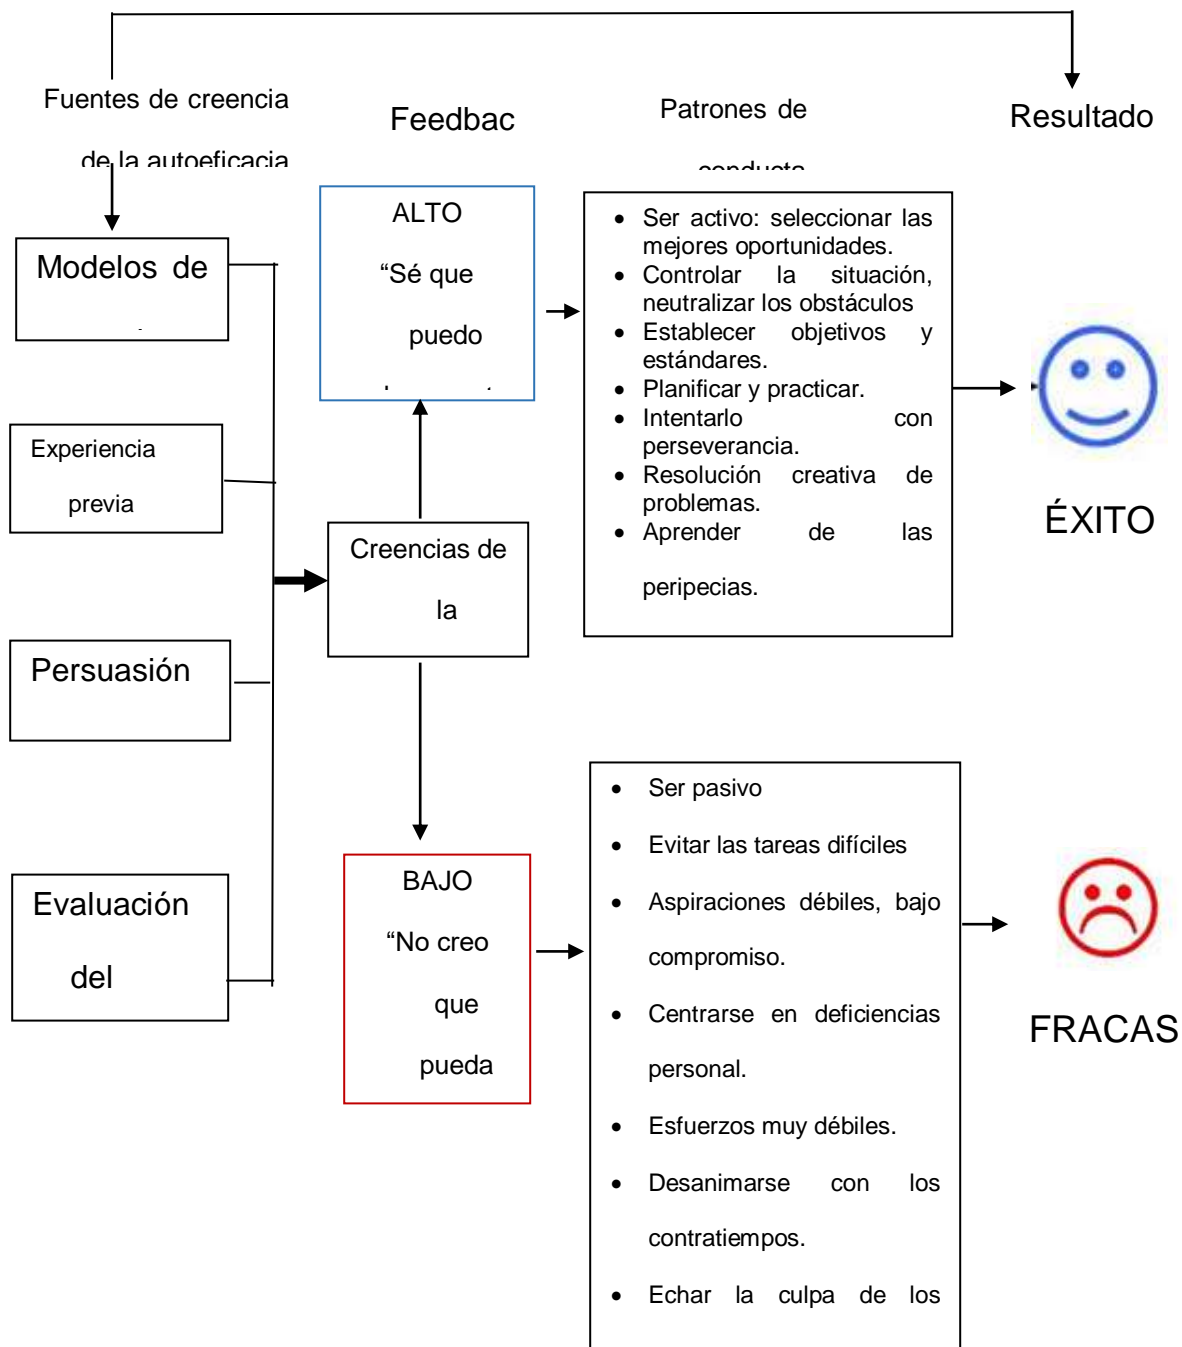 Fuentes de creencia
de la autoeficacia
Feedbac
Patrones de
conducta
Resultado
Modelos de
Experiencia
previa
Persuasión
Evaluación
del
Creencias de
la
ALTO
“Sé que
puedo
BAJO
“No creo
que
pueda
• Ser activo: seleccionar las
mejores oportunidades.
• Controlar la situación,
neutralizar los obstáculos
• Establecer objetivos y
estándares.
• Planificar y practicar.
• Intentarlo con
perseverancia.
• Resolución creativa de
problemas.
• Aprender de las
peripecias.
• Ser pasivo
• Evitar las tareas difíciles
• Aspiraciones débiles, bajo
compromiso.
• Centrarse en deficiencias
personal.
• Esfuerzos muy débiles.
• Desanimarse con los
contratiempos.
• Echar la culpa de los
ÉXITO
FRACAS